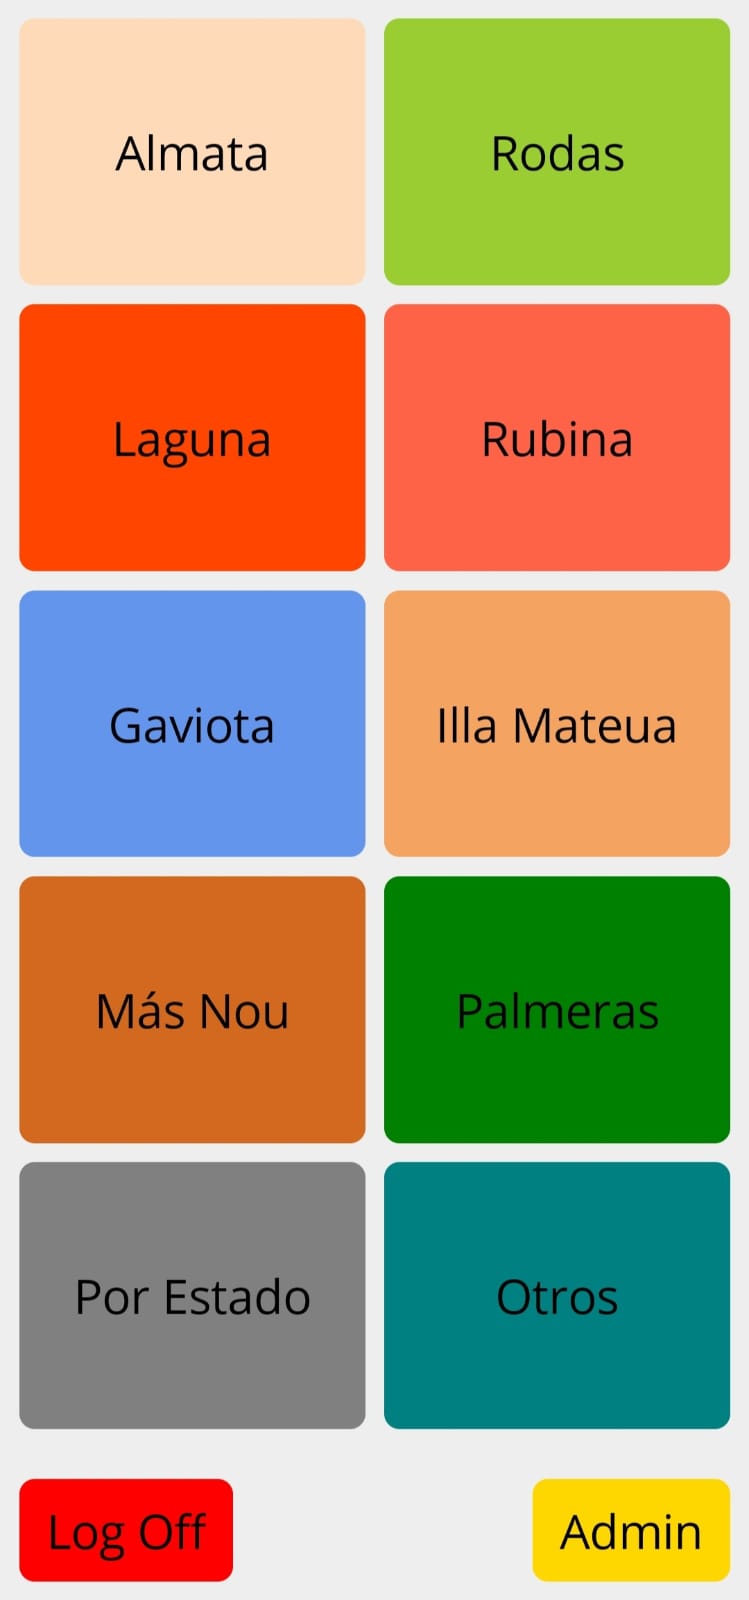 Almata
Rodas
Laguna
Rubina
Gaviota
Illa Mateua
Más Nou
Palmeras
Por Estado
Otros
Log Off
Admin